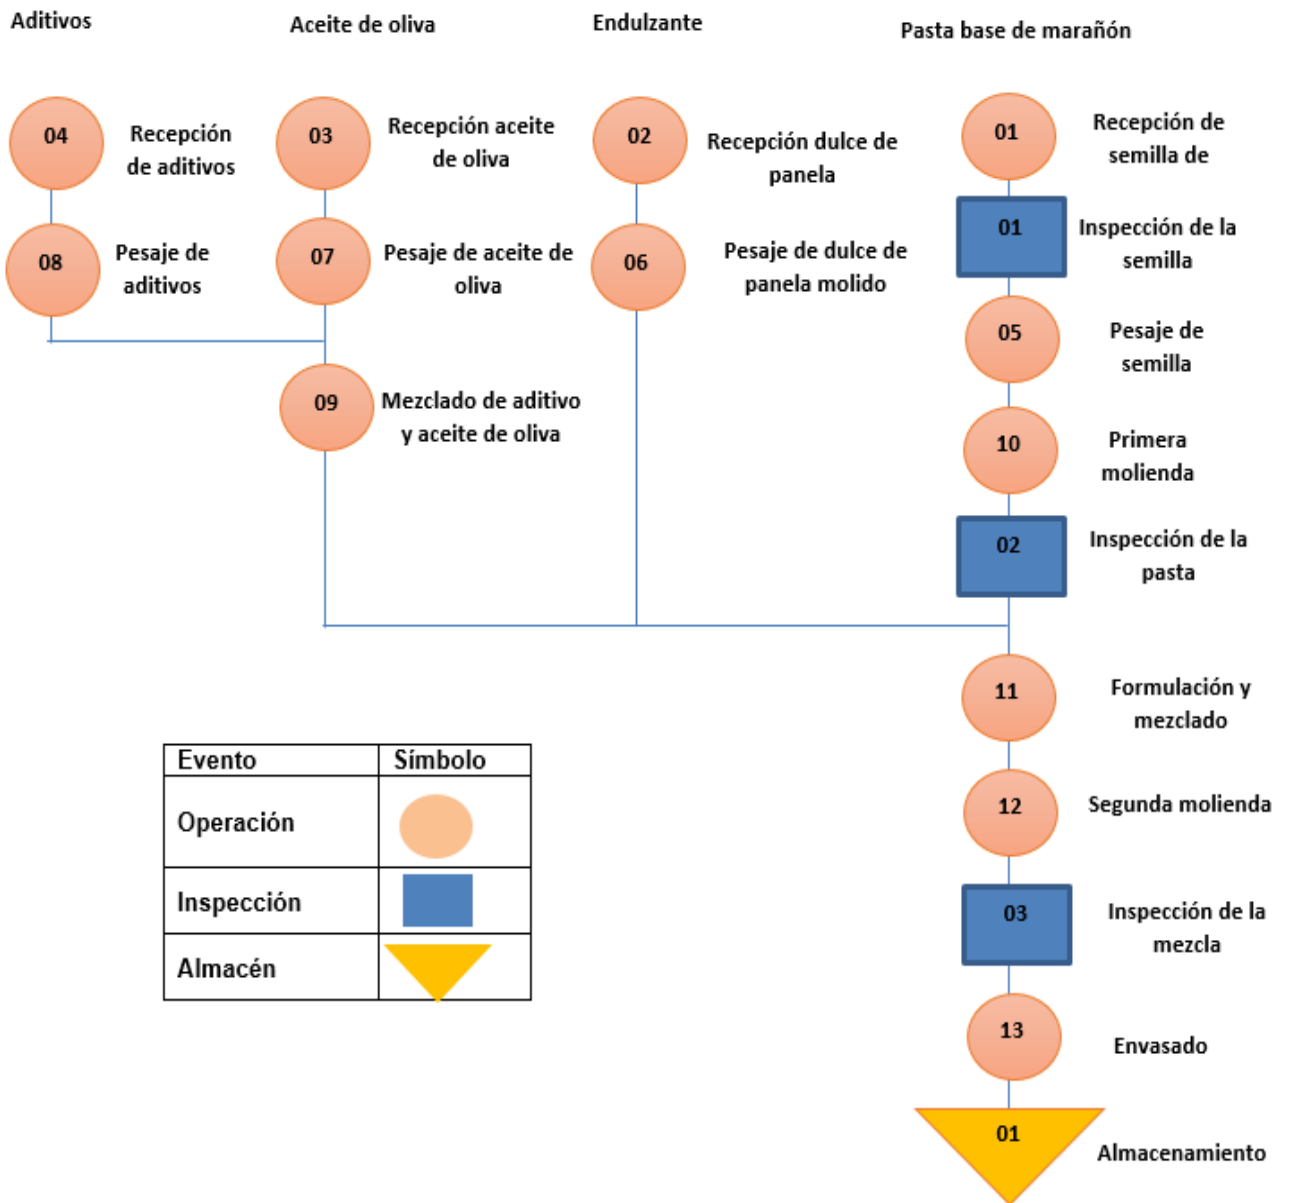 Aditivos
Aceite de oliva
Endulzante
Pasta base de marañón
04
Recepción
de aditivos
03
Recepción aceite
de oliva
02
Recepción dulce de
panela
01
Recepción de
semilla de
01
Inspección de la
semilla
08
Pesaje de
aditivos
07
Pesaje de aceite de
oliva
06
Pesaje de dulce de
panela molido
05
Pesaje de
semilla
09
Mezclado de aditivo
y aceite de oliva
10
Primera
molienda
02
Inspección de la
pasta
11
Formulación y
mezclado
12
Segunda molienda
03
Inspección de la
mezcla
13
Envasado
01
Almacenamiento
Evento
Símbolo
Operación
Inspección
Almacén